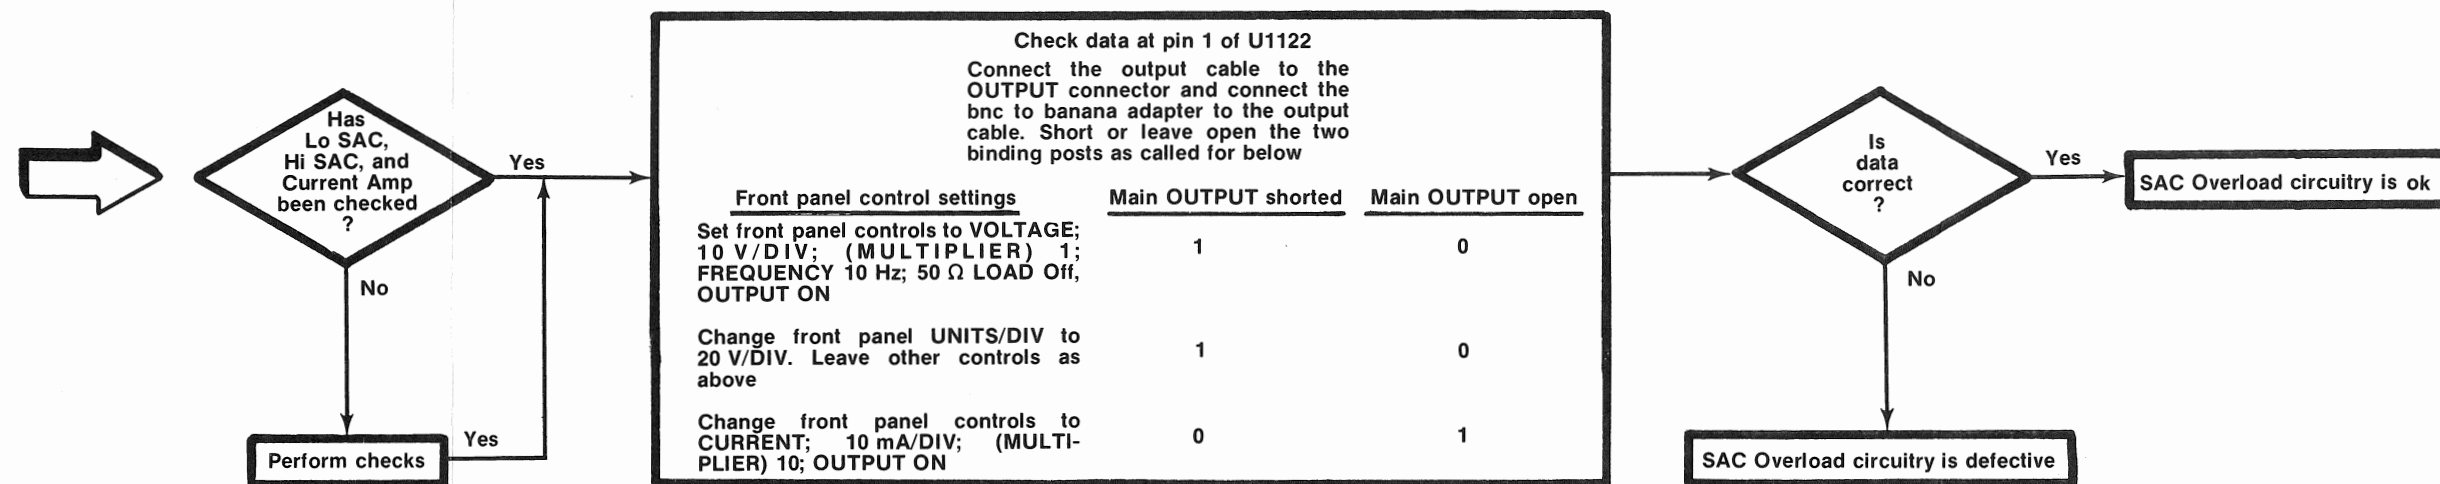 Has
Lo SAC,
Hi SAC, and
Current Amp
been checked
?
Yes
No
Perform checks
Yes
Check data at pin 1 of U1122
Connect the output cable to the
OUTPUT connector and connect the
bnc to banana adapter to the output
cable. Short or leave open the two
binding posts as called for below
Front panel control settings Main OUTPUT shorted Main OUTPUT open
Set front panel controls to VOLTAGE;
10 V/DIV; (MULTIPLIER) 1; 1 0
FREQUENCY 10 Hz; 50 Ω LOAD Off,
OUTPUT ON
Change front panel UNITS/DIV to
20 V/DIV. Leave other controls as 1 0
above
Change front panel controls to
CURRENT; 10 mA/DIV; (MULTI- 0 1
PLIER) 10; OUTPUT ON
Is
data
correct
?
Yes
SAC Overload circuitry is ok
No
SAC Overload circuitry is defective